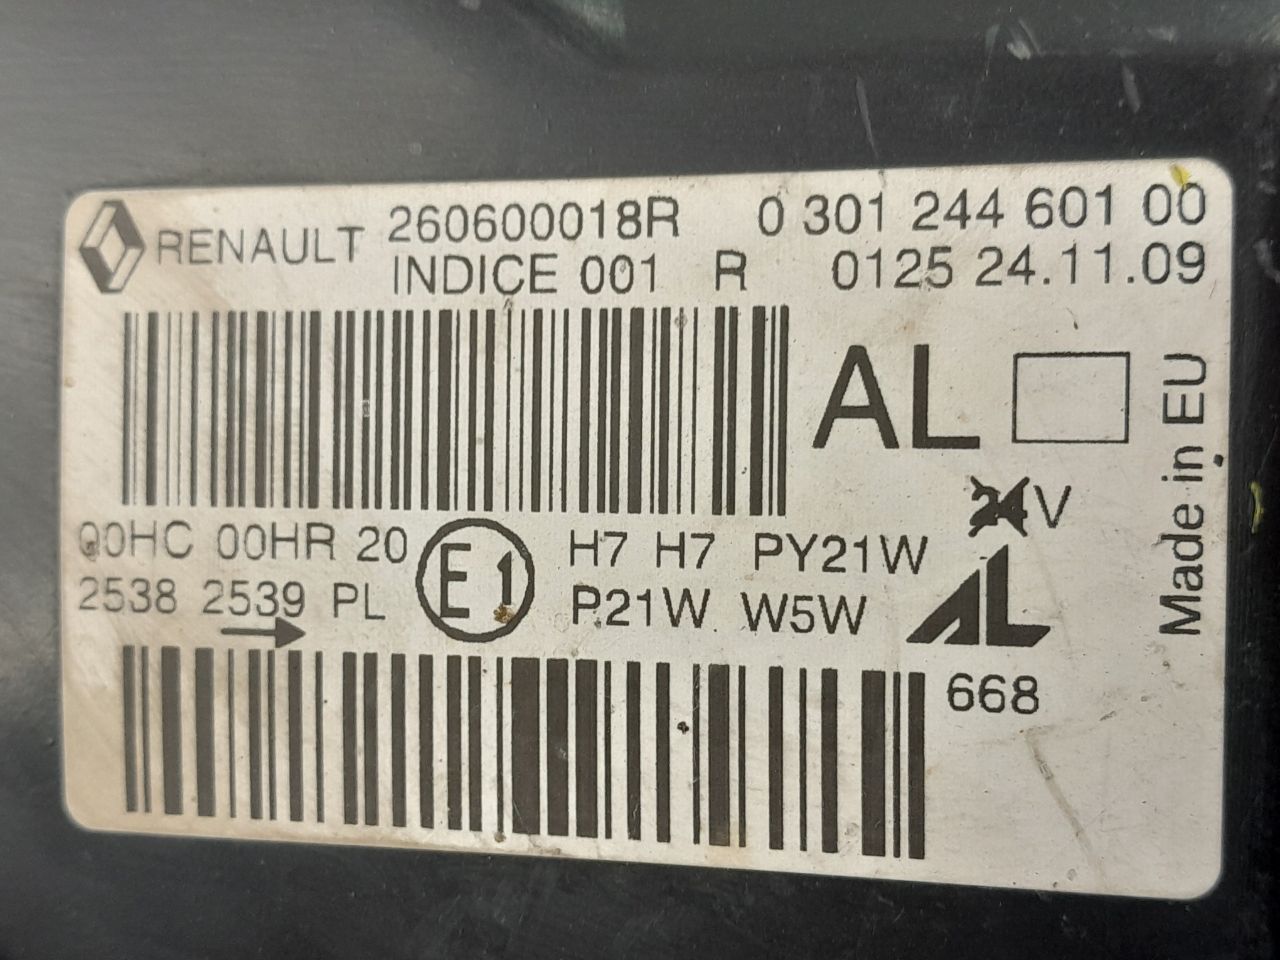 RENAULT 260600018R 0 301 244 601 00
INDICE 001 R 0125 24.11.09
AL
24V
00HC 00HR 20 E1 H7 H7 PY21W
2538 2539 PL P21W W5W AL
668
Made in EU